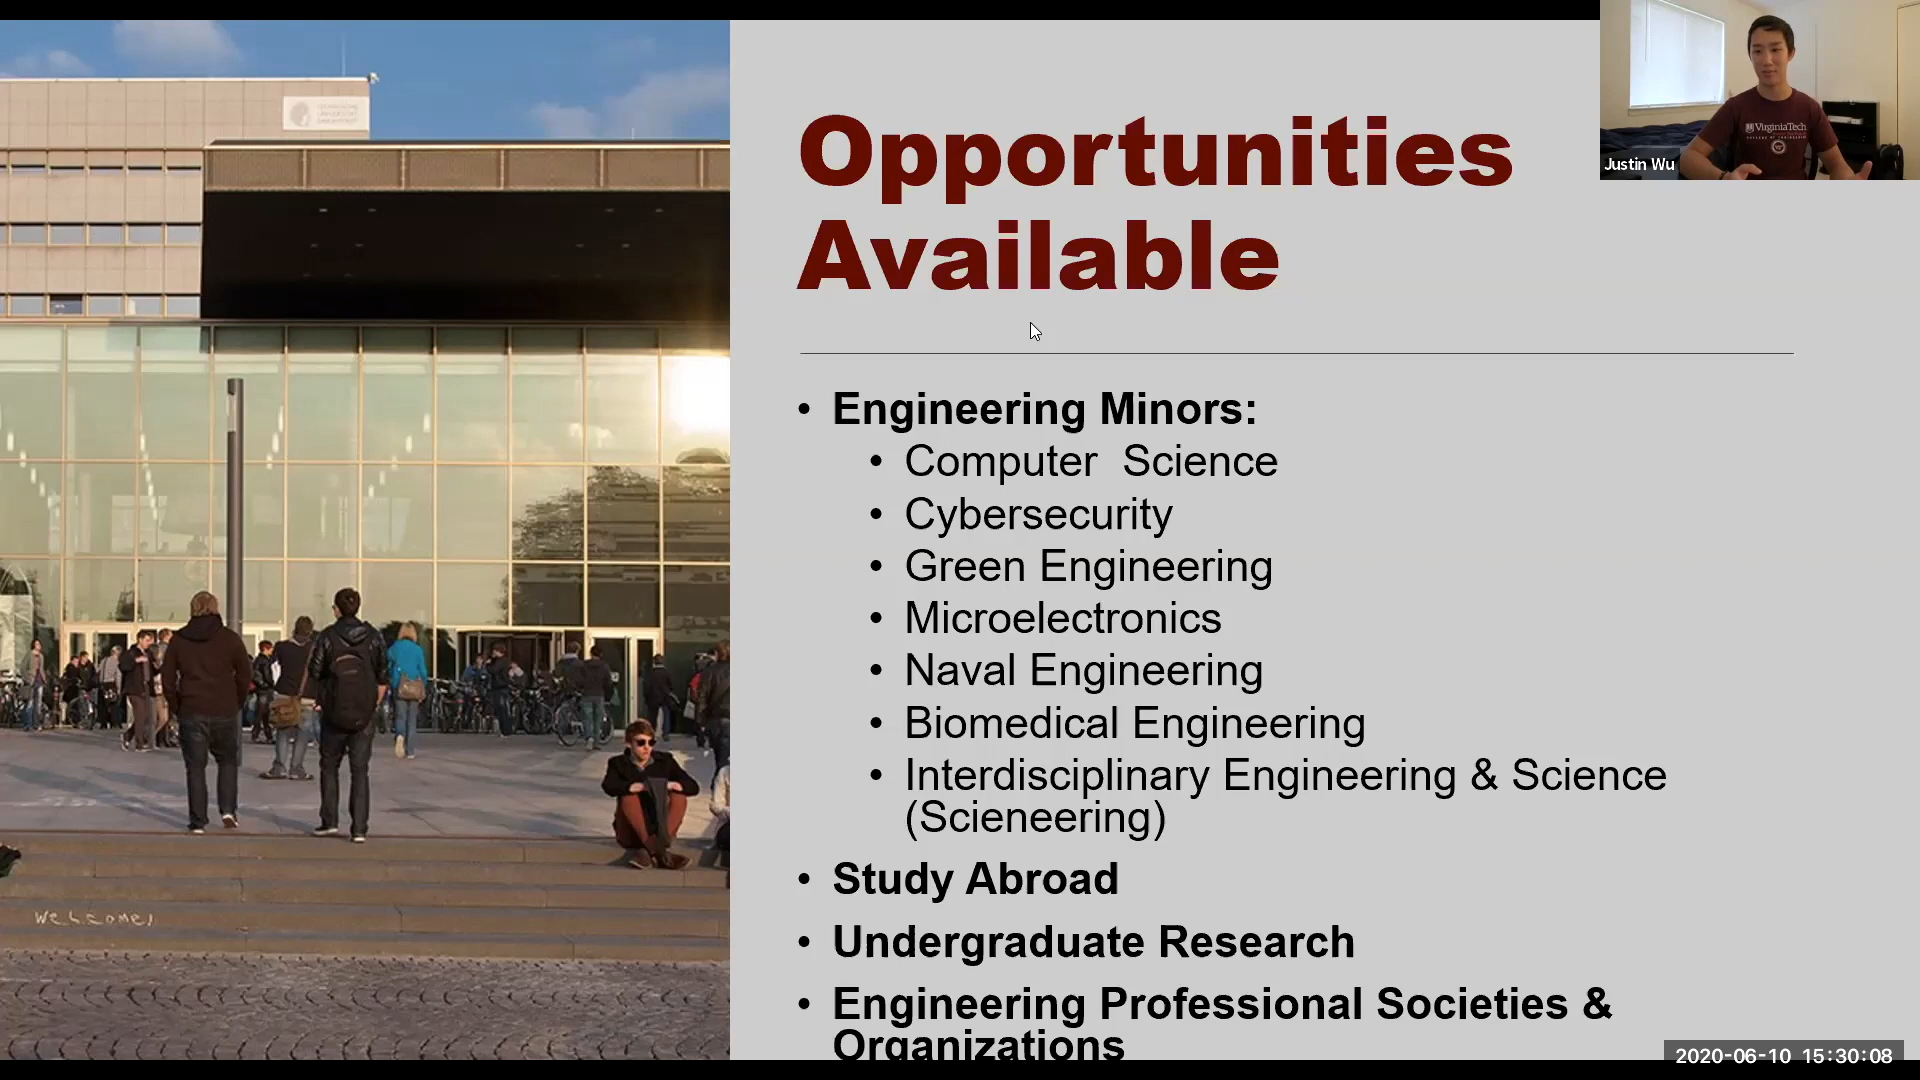 Opportunities
Available
• Engineering Minors:
• Computer  Science
• Cybersecurity
• Green Engineering
• Microelectronics
• Naval Engineering
• Biomedical Engineering
• Interdisciplinary Engineering & Science
(Scieneering)
• Study Abroad
• Undergraduate Research
• Engineering Professional Societies &
Organizations
VirginiaTech
Justin Wu
Welcome!
2020-06-10 15:30:08